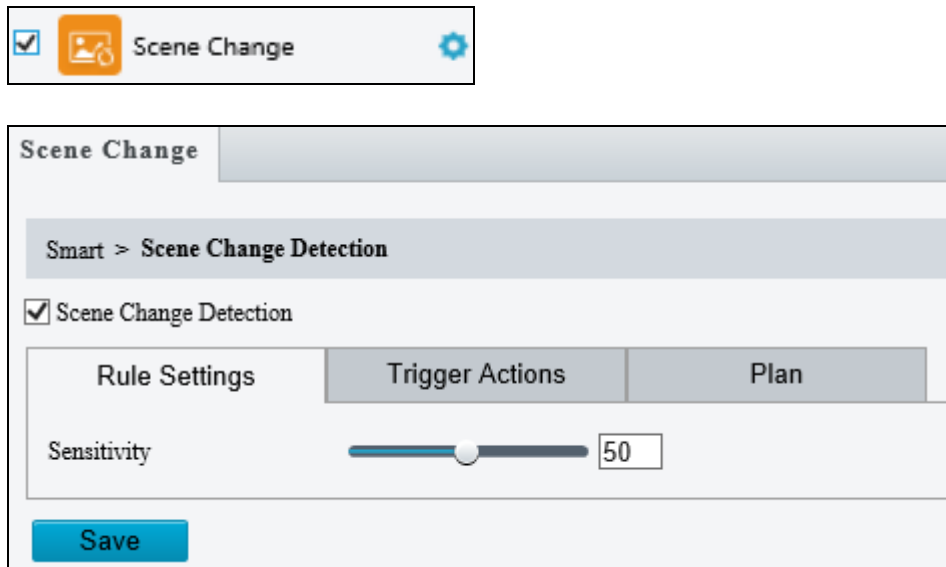 Scene Change
Scene Change
Smart > Scene Change Detection
Scene Change Detection
Rule Settings Trigger Actions Plan
Sensitivity 50
Save